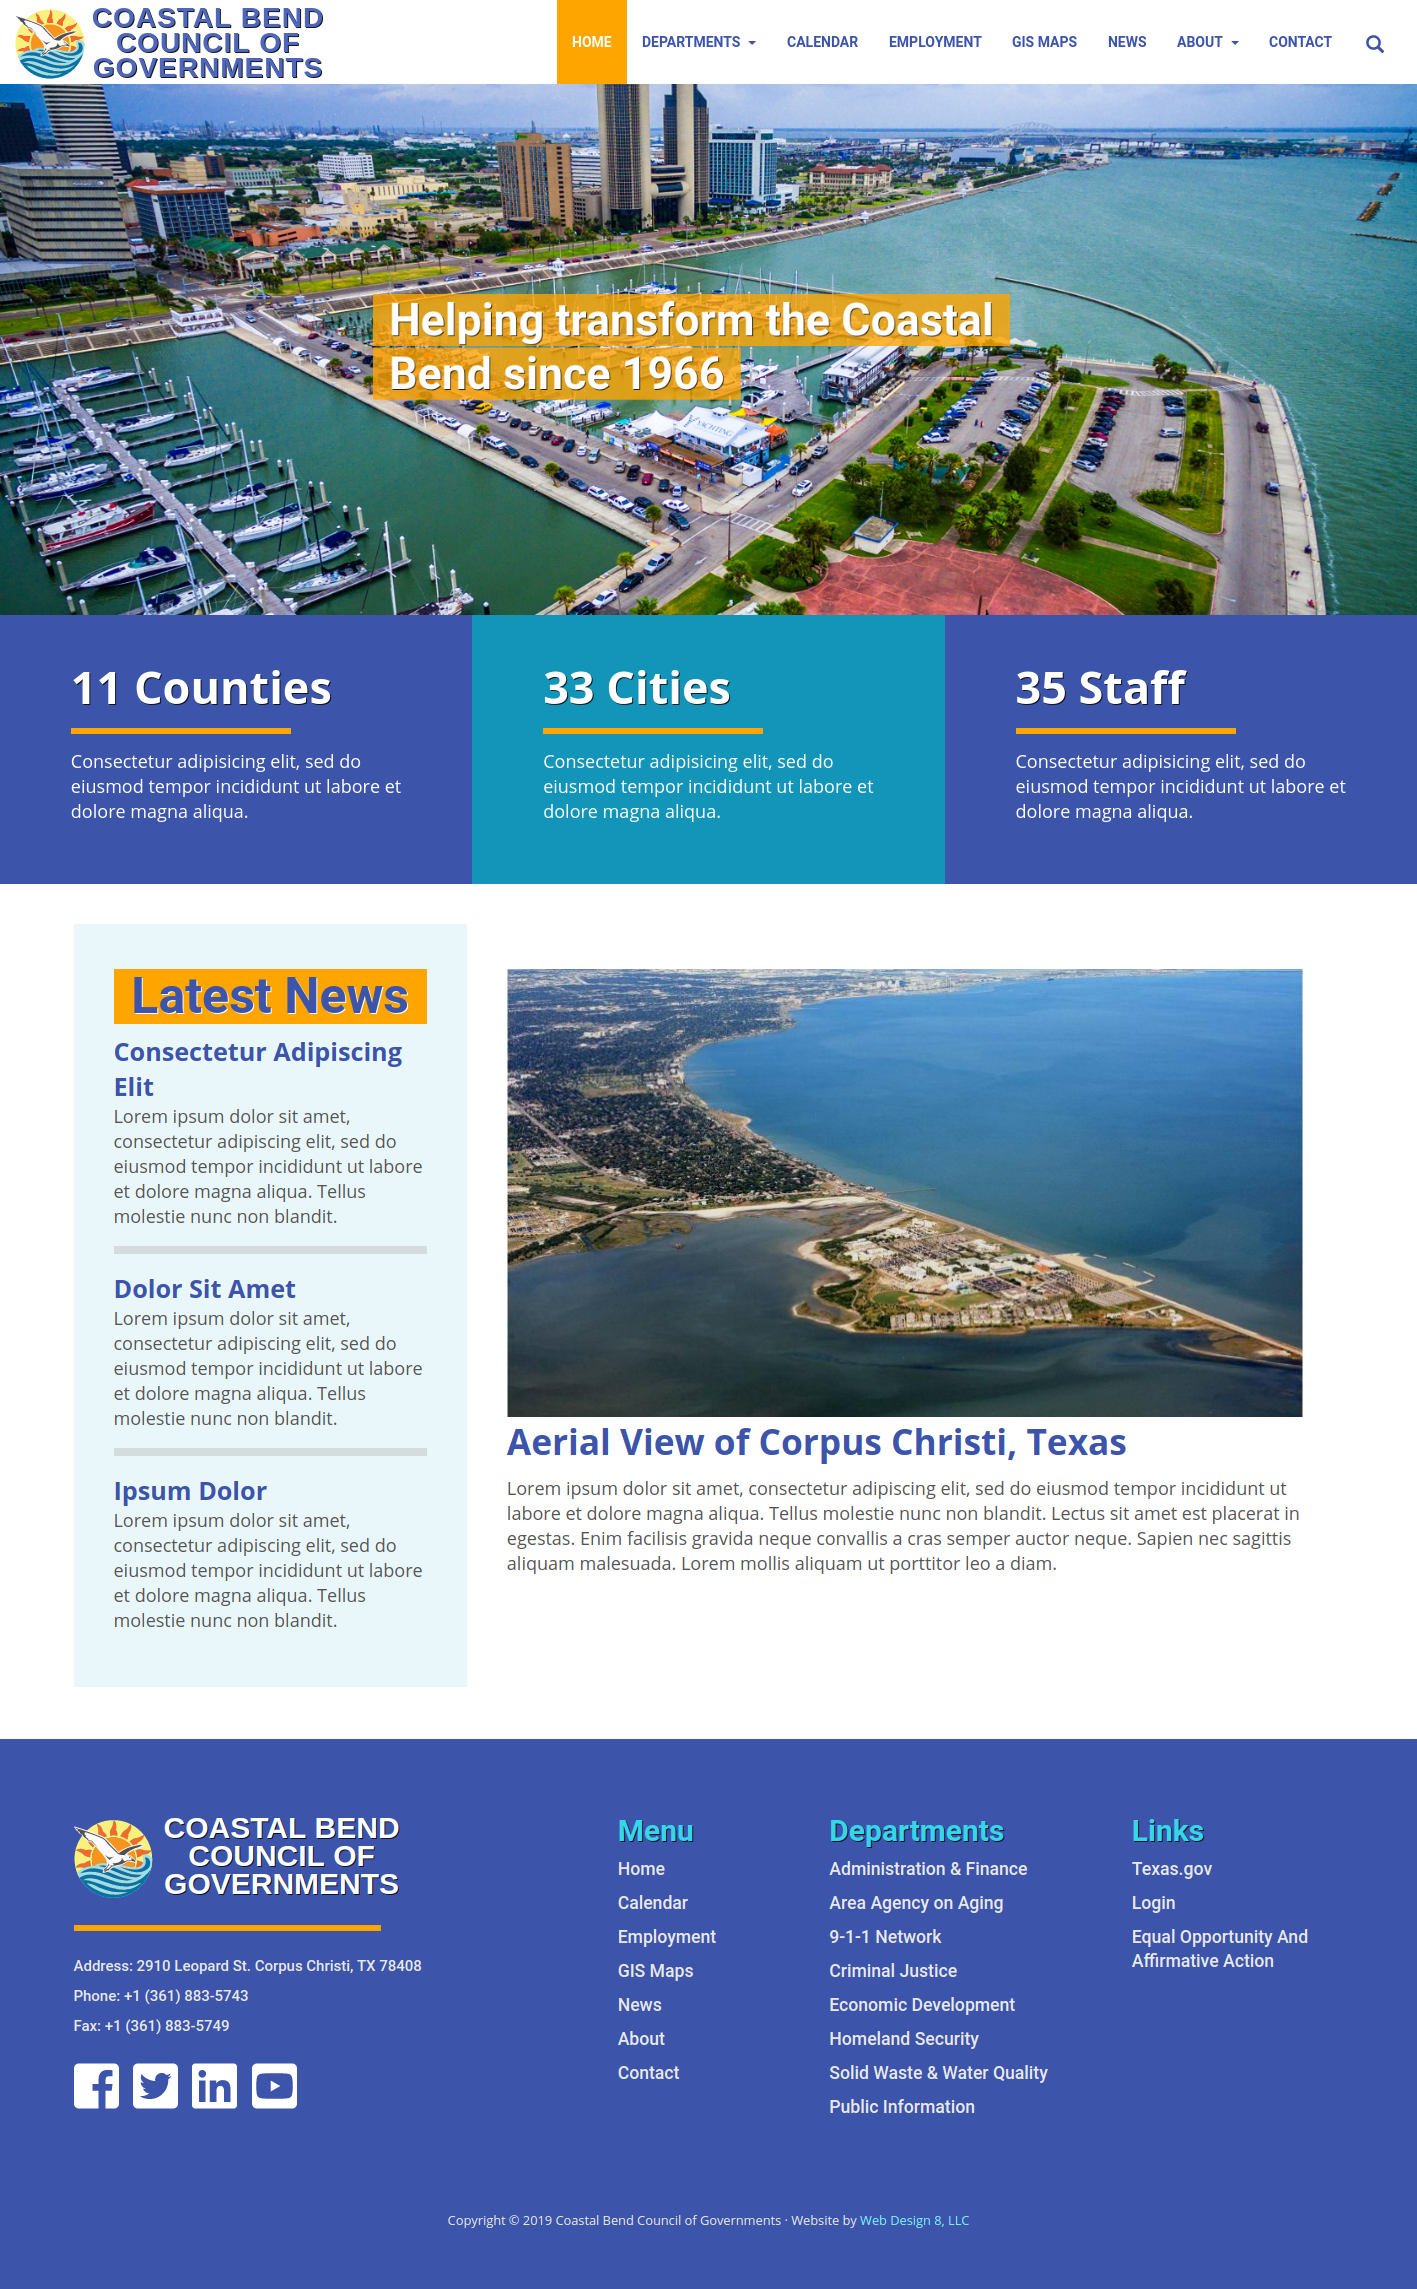 COASTAL BEND
COUNCIL OF
GOVERNMENTS
HOME DEPARTMENTS CALENDAR EMPLOYMENT GIS MAPS NEWS ABOUT CONTACT
Helping transform the Coastal
Bend since 1966
YACHTING
11 Counties
Consectetur adipisicing elit, sed do
eiusmod tempor incididunt ut labore et
dolore magna aliqua.
33 Cities
Consectetur adipisicing elit, sed do
eiusmod tempor incididunt ut labore et
dolore magna aliqua.
35 Staff
Consectetur adipisicing elit, sed do
eiusmod tempor incididunt ut labore et
dolore magna aliqua.
Latest News
Consectetur Adipiscing
Elit
Lorem ipsum dolor sit amet,
consectetur adipiscing elit, sed do
eiusmod tempor incididunt ut labore
et dolore magna aliqua. Tellus
molestie nunc non blandit.
Dolor Sit Amet
Lorem ipsum dolor sit amet,
consectetur adipiscing elit, sed do
eiusmod tempor incididunt ut labore
et dolore magna aliqua. Tellus
molestie nunc non blandit.
Ipsum Dolor
Lorem ipsum dolor sit amet,
consectetur adipiscing elit, sed do
eiusmod tempor incididunt ut labore
et dolore magna aliqua. Tellus
molestie nunc non blandit.
Aerial View of Corpus Christi, Texas
Lorem ipsum dolor sit amet, consectetur adipiscing elit, sed do eiusmod tempor incididunt ut
labore et dolore magna aliqua. Tellus molestie nunc non blandit. Lectus sit amet est placerat in
egestas. Enim facilisis gravida neque convallis a cras semper auctor neque. Sapien nec sagittis
aliquam malesuada. Lorem mollis aliquam ut porttitor leo a diam.
COASTAL BEND
COUNCIL OF
GOVERNMENTS
Address: 2910 Leopard St. Corpus Christi, TX 78408
Phone: +1 (361) 883-5743
Fax: +1 (361) 883-5749
Menu
Home
Calendar
Employment
GIS Maps
News
About
Contact
Departments
Administration & Finance
Area Agency on Aging
9-1-1 Network
Criminal Justice
Economic Development
Homeland Security
Solid Waste & Water Quality
Public Information
Links
Texas.gov
Login
Equal Opportunity And
Affirmative Action
Copyright © 2019 Coastal Bend Council of Governments · Website by Web Design 8, LLC